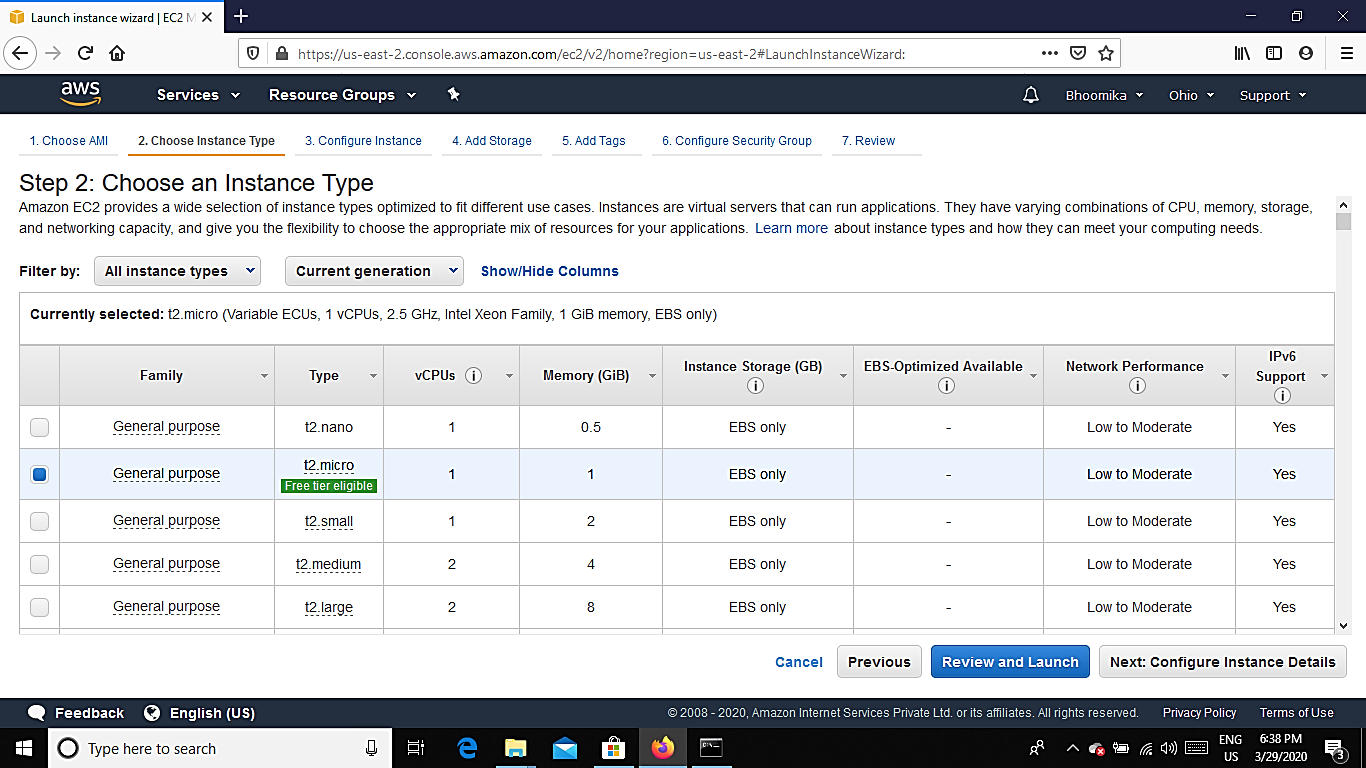 Launch instance wizard | EC2 M
https://us-east-2.console.aws.amazon.com/ec2/v2/home?region=us-east-2#LaunchInstanceWizard:
aws
Services
Resource Groups
Bhoomika
Ohio
Support
1. Choose AMI
2. Choose Instance Type
3. Configure Instance
4. Add Storage
5. Add Tags
6. Configure Security Group
7. Review
Step 2: Choose an Instance Type
Amazon EC2 provides a wide selection of instance types optimized to fit different use cases. Instances are virtual servers that can run applications. They have varying combinations of CPU, memory, storage,
and networking capacity, and give you the flexibility to choose the appropriate mix of resources for your applications. Learn more about instance types and how they can meet your computing needs.
Filter by: All instance types Current generation Show/Hide Columns
Currently selected: t2.micro (Variable ECUs, 1 vCPUs, 2.5 GHz, Intel Xeon Family, 1 GiB memory, EBS only)
Family Type vCPUs i Memory (GiB) Instance Storage (GB) i EBS-Optimized Available i Network Performance i IPv6 Support i
General purpose t2.nano 1 0.5 EBS only - Low to Moderate Yes
General purpose t2.micro Free tier eligible 1 1 EBS only - Low to Moderate Yes
General purpose t2.small 1 2 EBS only - Low to Moderate Yes
General purpose t2.medium 2 4 EBS only - Low to Moderate Yes
General purpose t2.large 2 8 EBS only - Low to Moderate Yes
Cancel Previous Review and Launch Next: Configure Instance Details
Feedback English (US) © 2008 - 2020, Amazon Internet Services Private Ltd. or its affiliates. All rights reserved. Privacy Policy Terms of Use
Type here to search
ENG
US
6:38 PM
3/29/2020
3